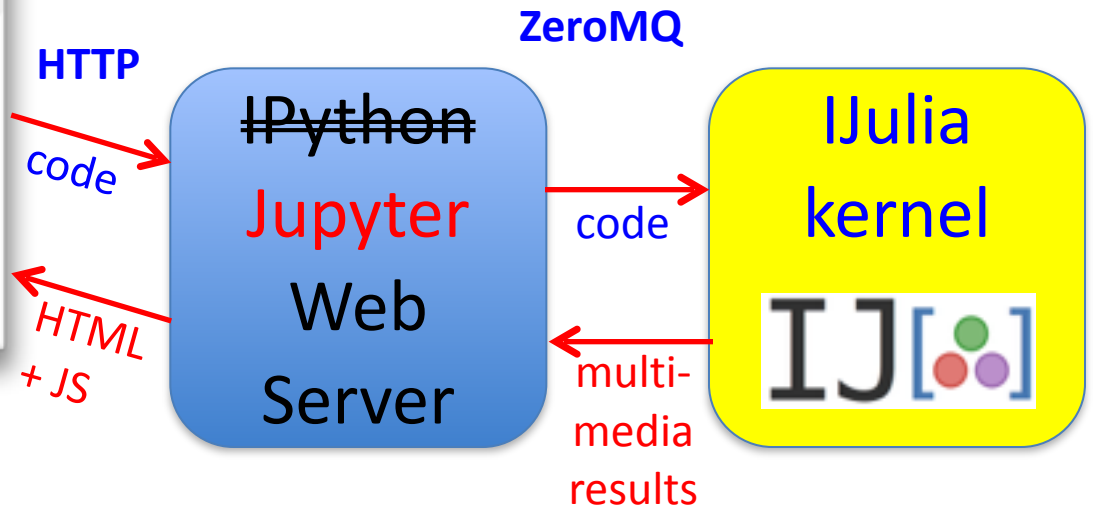 ZeroMQ
HTTP
code
HTML
+ JS
IPython
Jupyter
Web
Server
code
multi-
media
results
IJulia
kernel
IJ[ ]